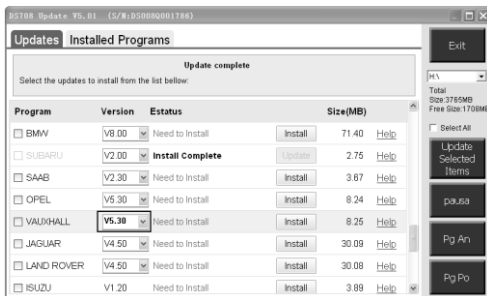 DS708 Update V5.01 (S/N:DS008Q001786)
Updates Installed Programs
Update complete
Select the updates to install from the list bellow:
Program Version Estatus Size(MB)
BMW V8.00 Need to Install Install 71.40 Help
SUBARU V2.00 Install Complete Update 2.75 Help
SAAB V2.30 Need to Install Install 3.67 Help
OPEL V5.30 Need to Install Install 8.24 Help
VAUXHALL V5.30 Need to Install Install 8.25 Help
JAGUAR V4.50 Need to Install Install 30.09 Help
LAND ROVER V4.50 Need to Install Install 30.08 Help
ISUZU V1.20 Need to Install Install 3.89 Help
Exit
H:\
Total
Size:3765MB
Free Size:1708MB
Select All
Update
Selected
Items
pausa
Pg An
Pg Po